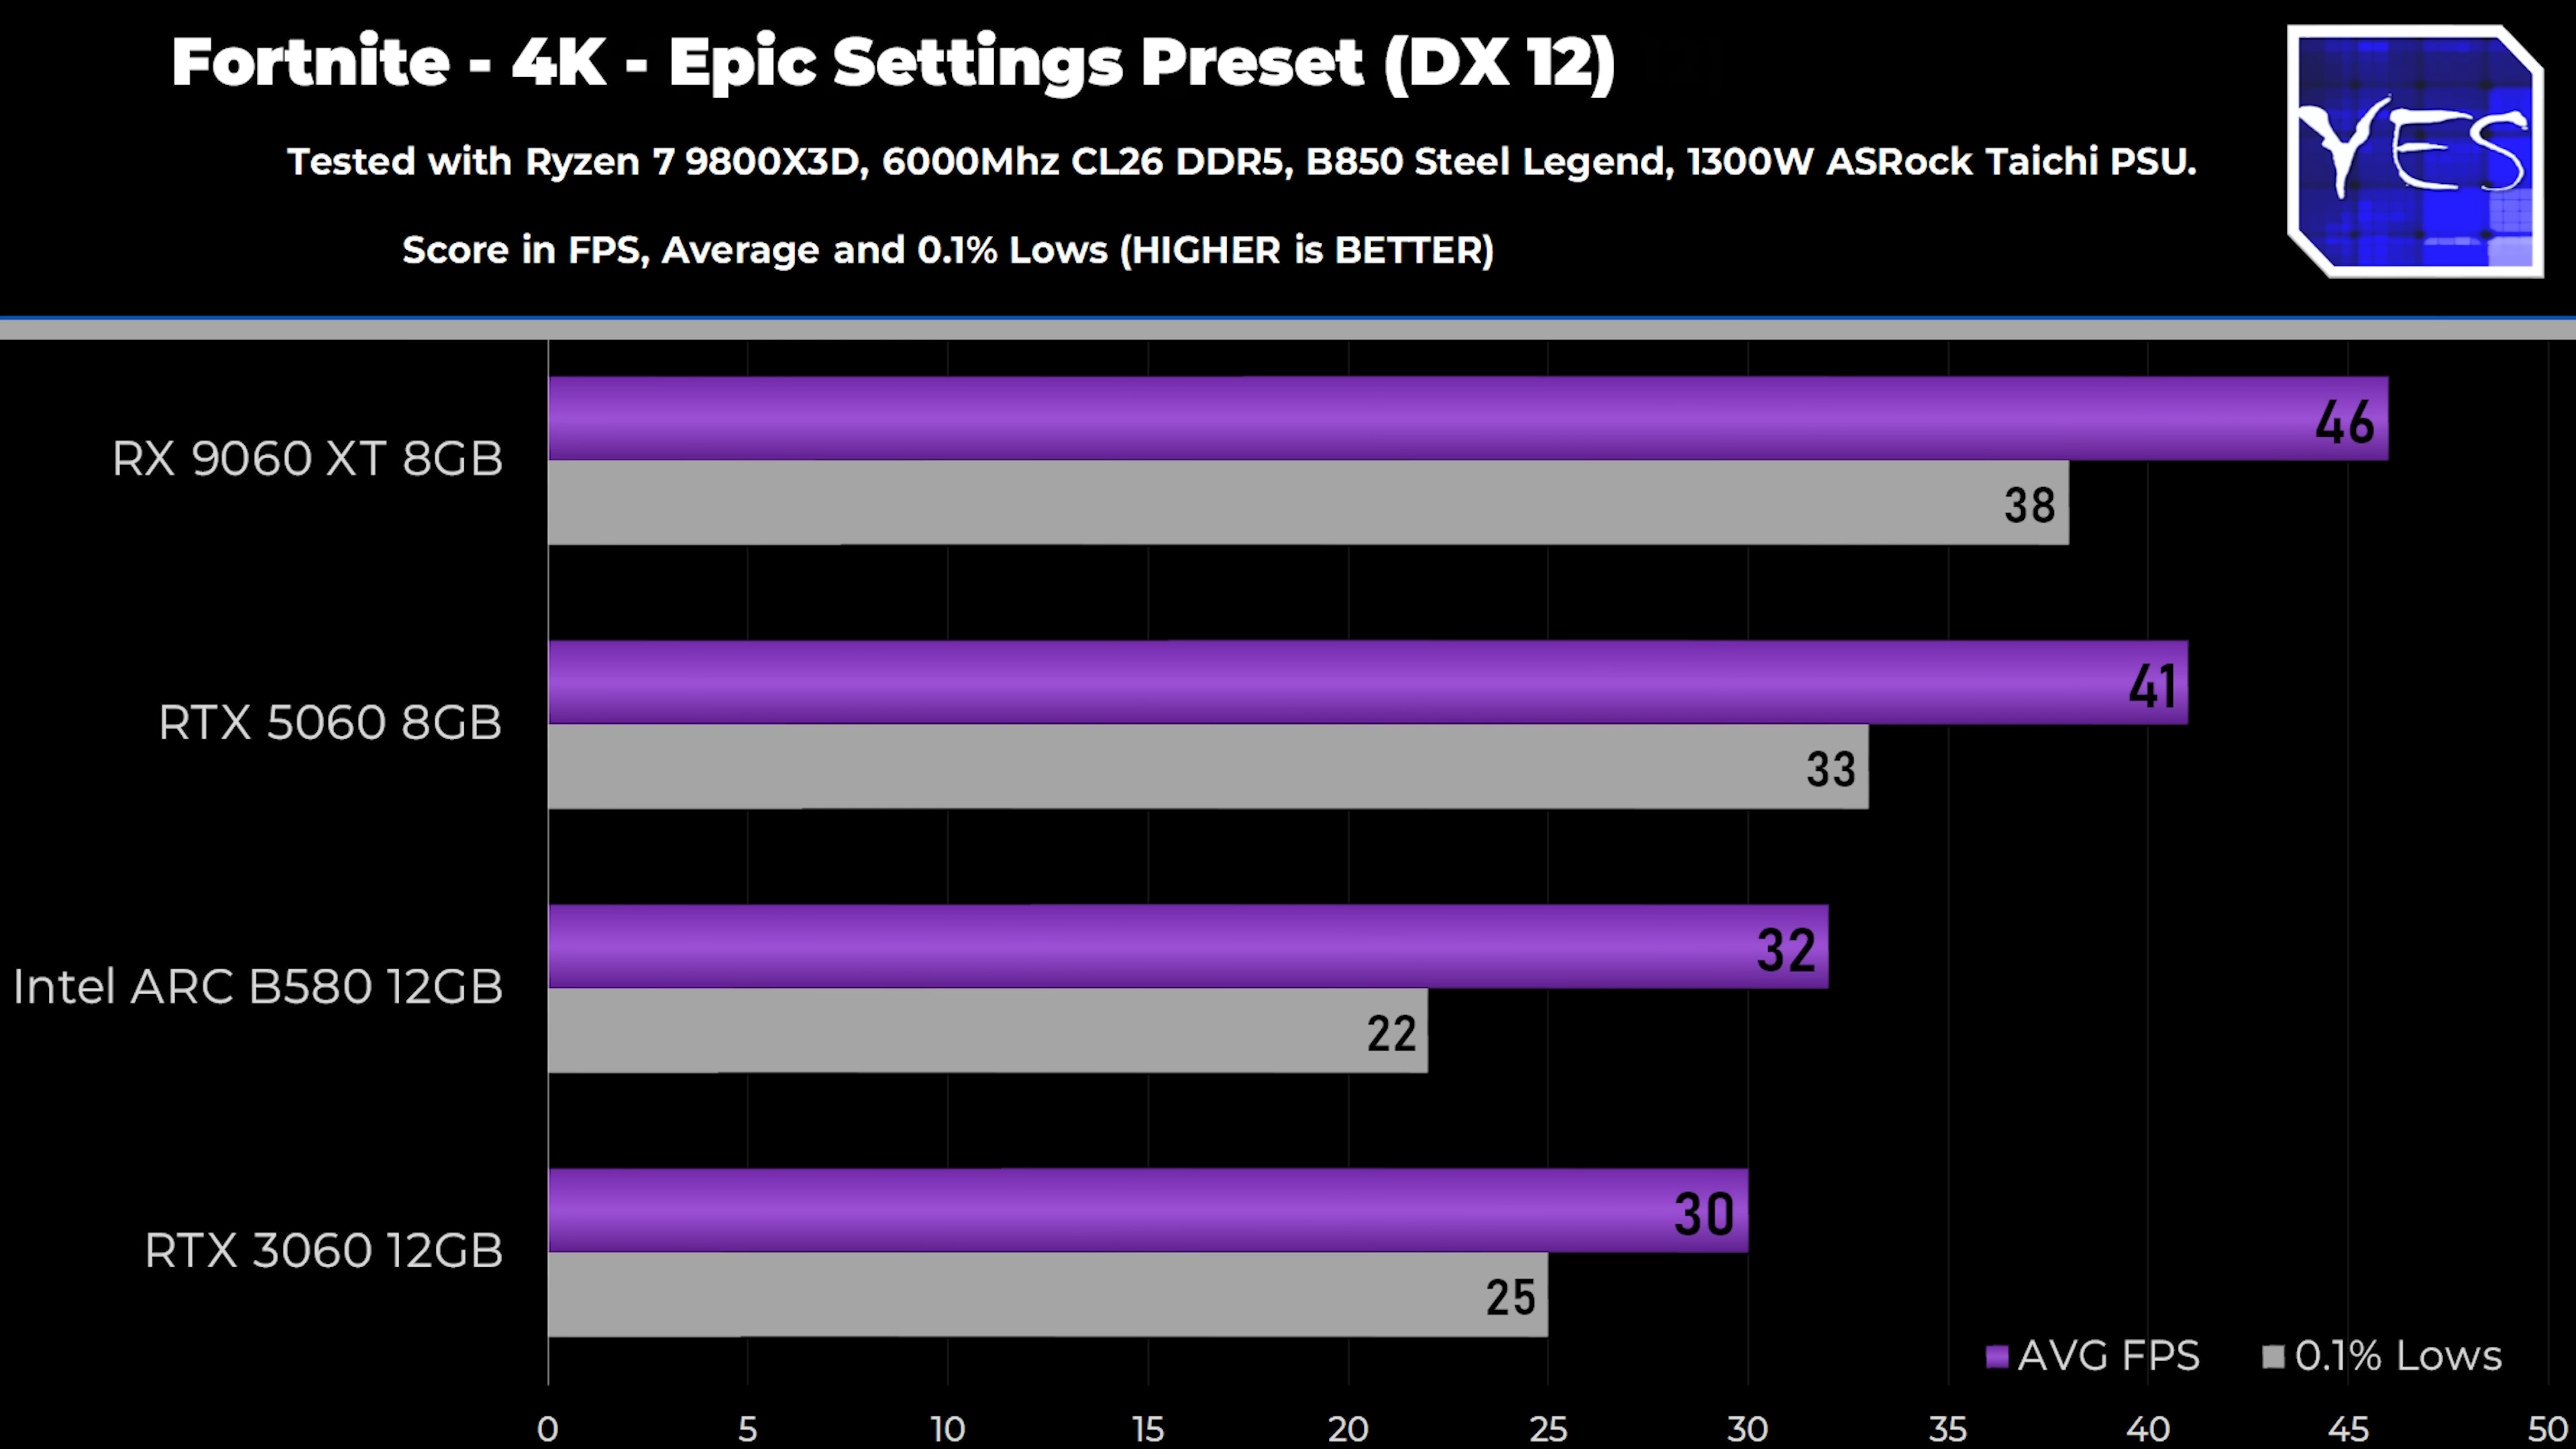 Fortnite - 4K - Epic Settings Preset (DX 12)
YES
Tested with Ryzen 7 9800X3D, 6000Mhz CL26 DDR5, B850 Steel Legend, 1300W ASRock Taichi PSU.
Score in FPS, Average and 0.1% Lows (HIGHER is BETTER)
RX 9060 XT 8GB
46
38
RTX 5060 8GB
41
33
Intel ARC B580 12GB
32
22
RTX 3060 12GB
30
25
AVG FPS 0.1% Lows
0 5 10 15 20 25 30 35 40 45 50